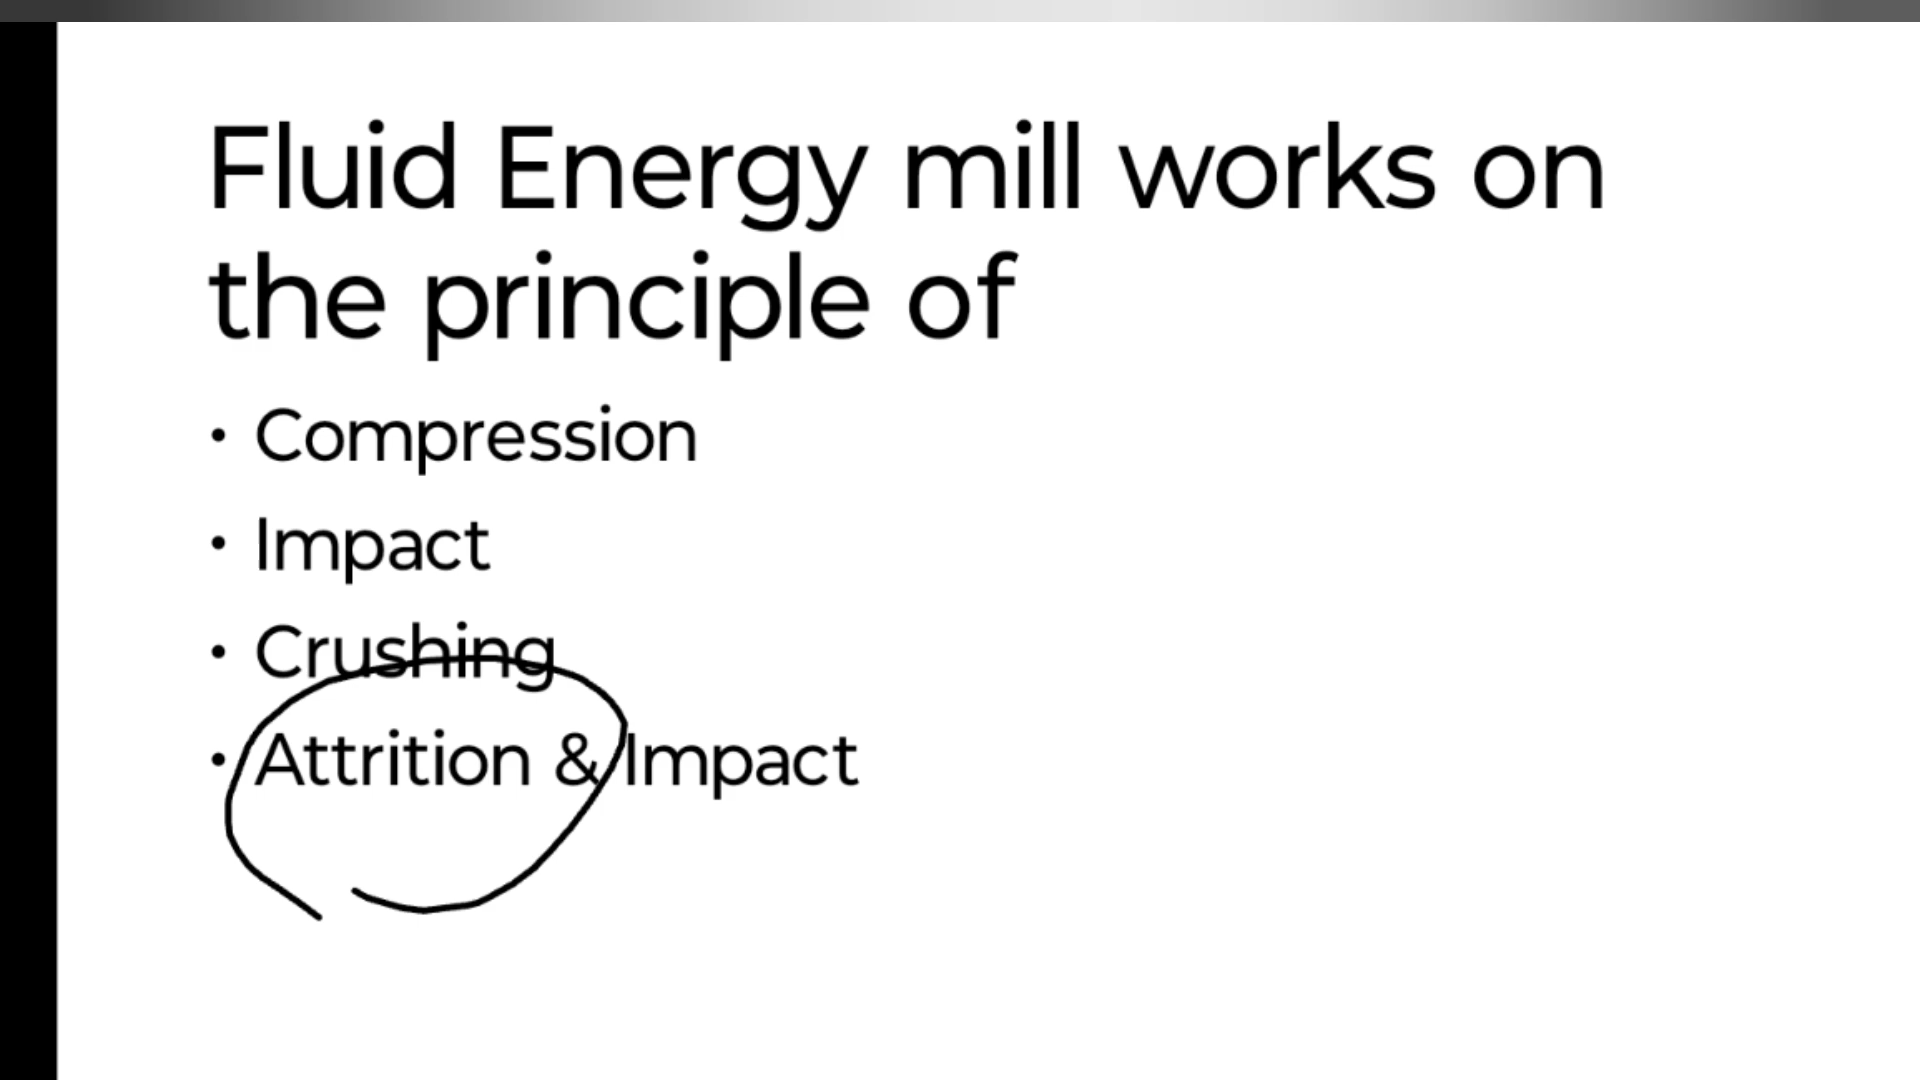 Fluid Energy mill works on
the principle of
• Compression
• Impact
• Crushing
• Attrition & Impact